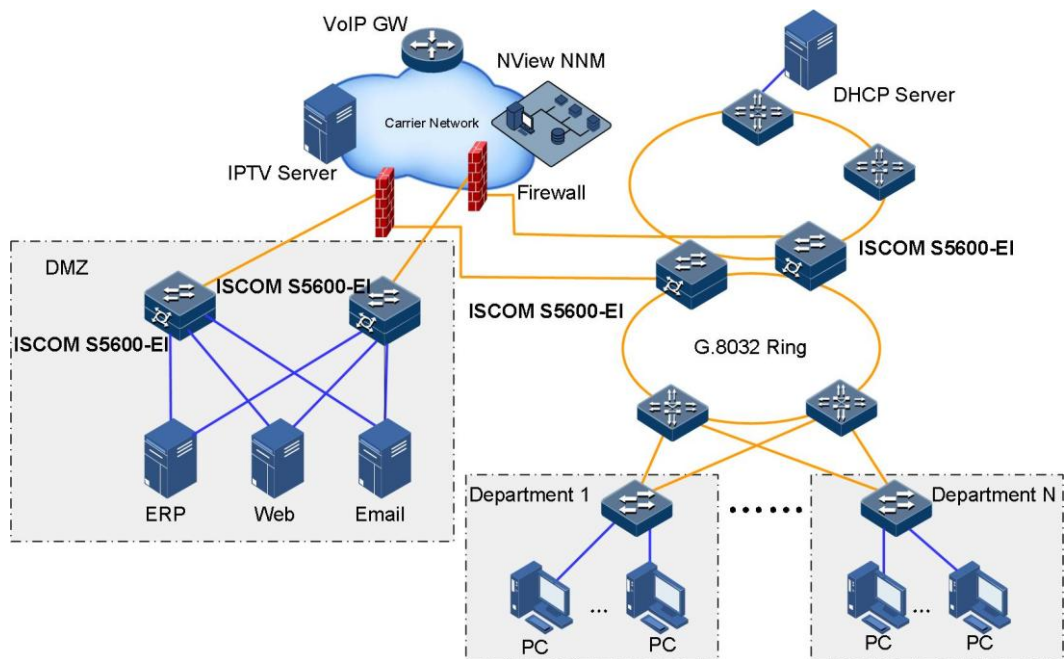 VoIP GW
NView NNM
DHCP Server
Carrier Network
IPTV Server
Firewall
DMZ
ISCOM S5600-EI
ISCOM S5600-EI
ISCOM S5600-EI
ISCOM S5600-EI
G.8032 Ring
ERP
Web
Email
Department 1
......
Department N
...
...
PC
PC
PC
PC